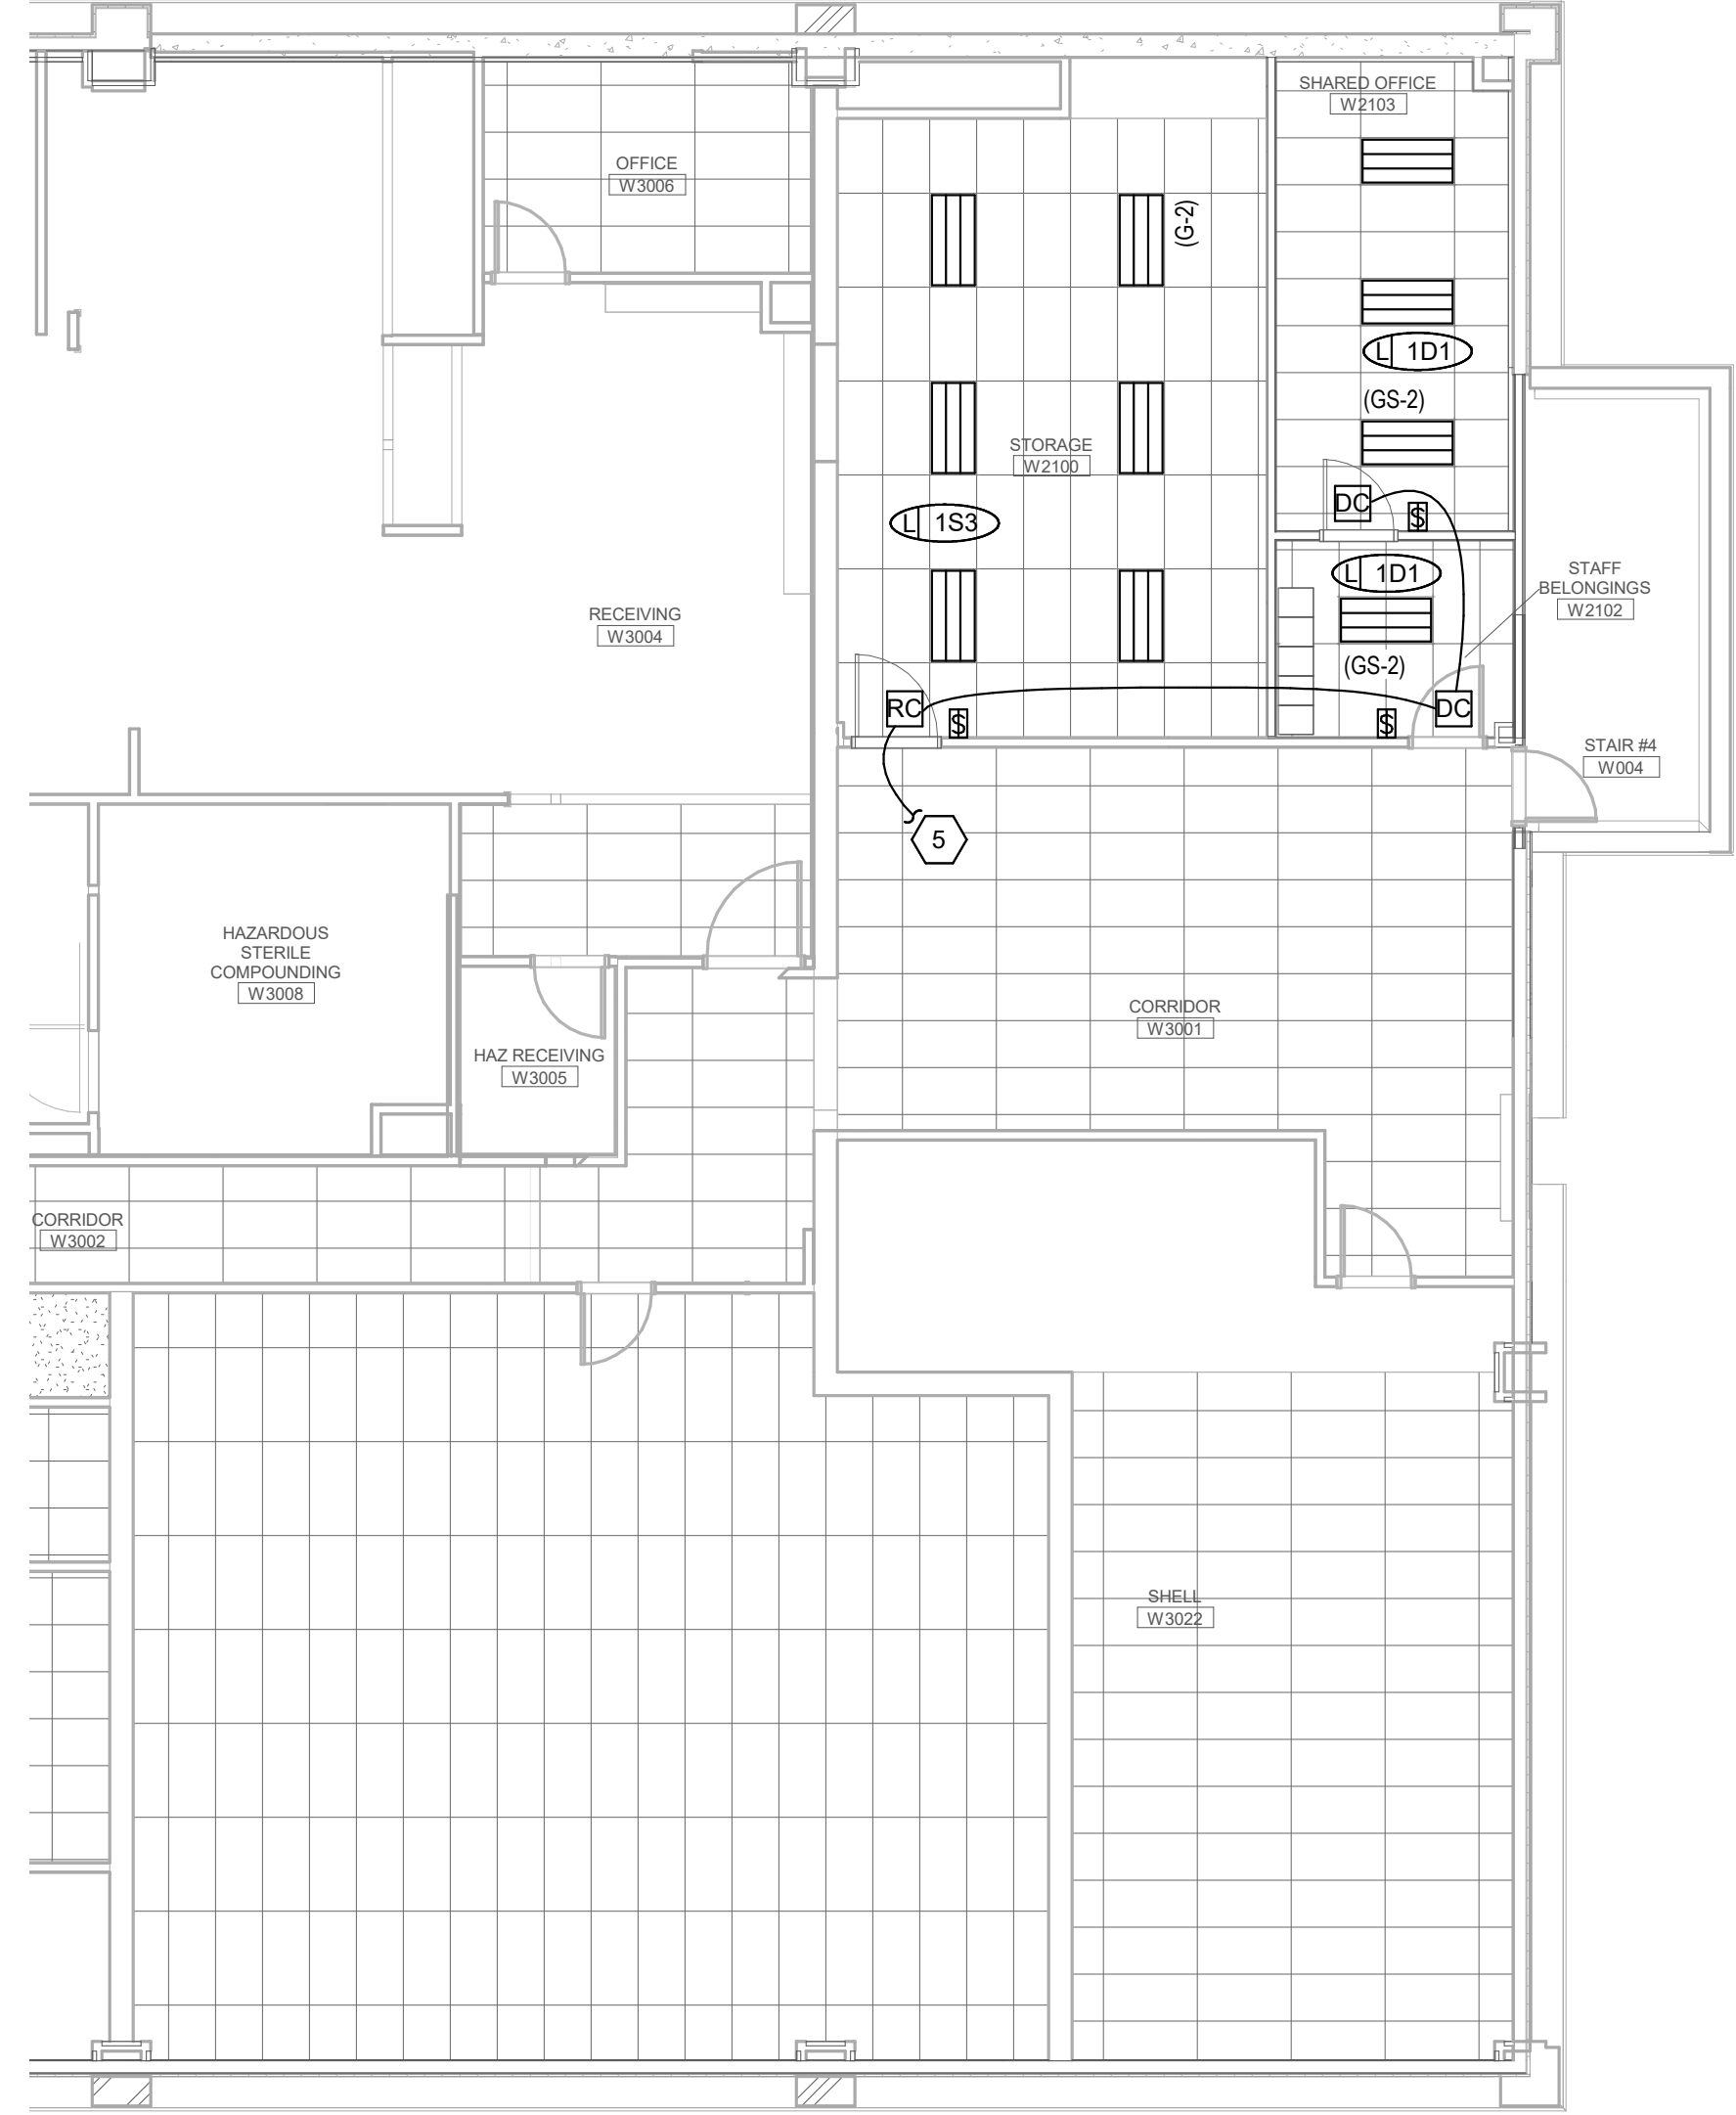 SHARED OFFICE
W2103
OFFICE
W3006
(G-2)
L 1D1
(GS-2)
STORAGE
W2100
DC
$
L 1S3
L 1D1
STAFF
BELONGINGS
W2102
RECEIVING
W3004
(GS-2)
RC
$
$
DC
STAIR #4
W004
5
HAZARDOUS
STERILE
COMPOUNDING
W3008
CORRIDOR
W3001
HAZ RECEIVING
W3005
CORRIDOR
W3002
SHELL
W3022